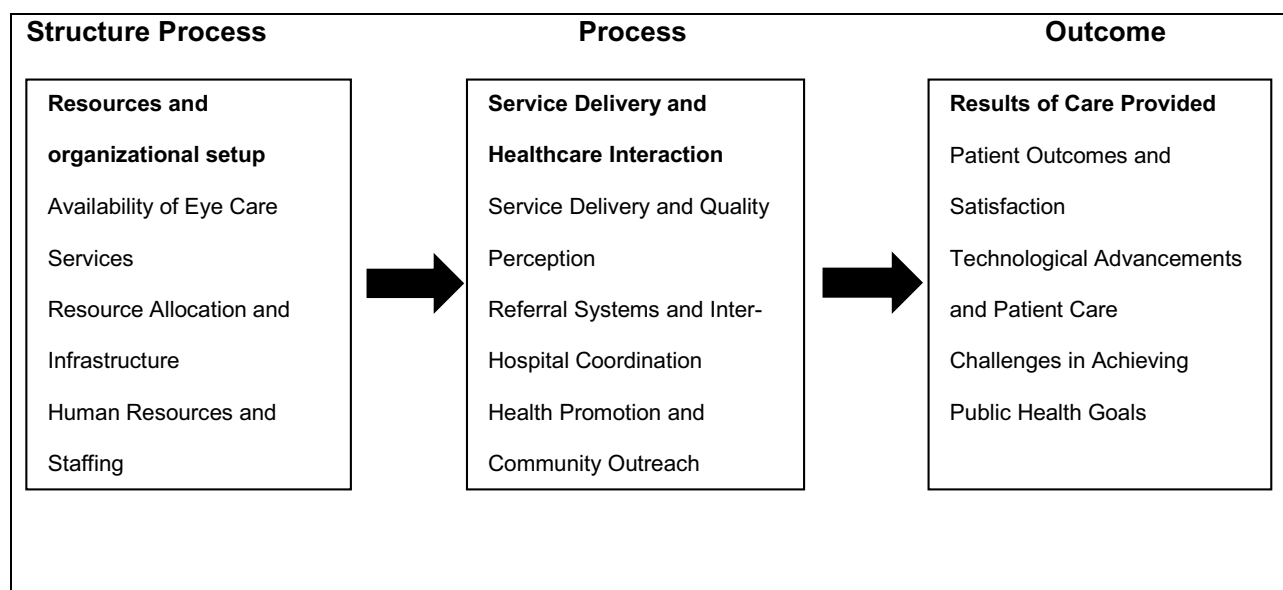 Structure Process
Process
Outcome
Resources and
organizational setup
Availability of Eye Care
Services
Resource Allocation and
Infrastructure
Human Resources and
Staffing
Service Delivery and
Healthcare Interaction
Service Delivery and Quality
Perception
Referral Systems and Inter-
Hospital Coordination
Health Promotion and
Community Outreach
Results of Care Provided
Patient Outcomes and
Satisfaction
Technological Advancements
and Patient Care
Challenges in Achieving
Public Health Goals